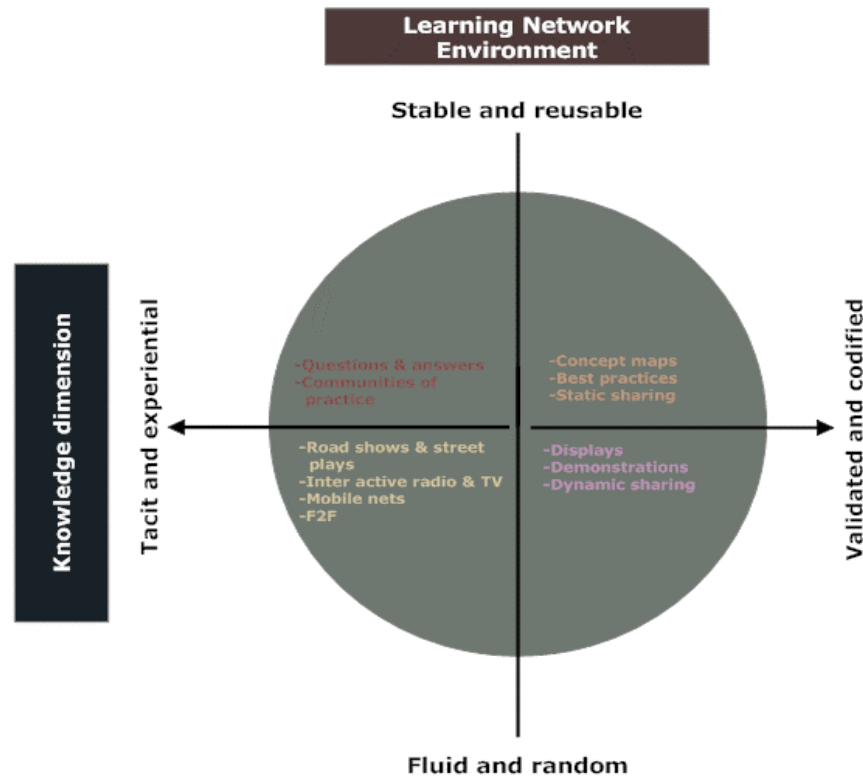 Learning Network
Environment
Stable and reusable
Knowledge dimension
Tacit and experiential
-Questions & answers
-Communities of
practice
-Concept maps
-Best practices
-Static sharing
-Road shows & street
plays
-Inter active radio & TV
-Mobile nets
-F2F
-Displays
-Demonstrations
-Dynamic sharing
Validated and codified
Fluid and random